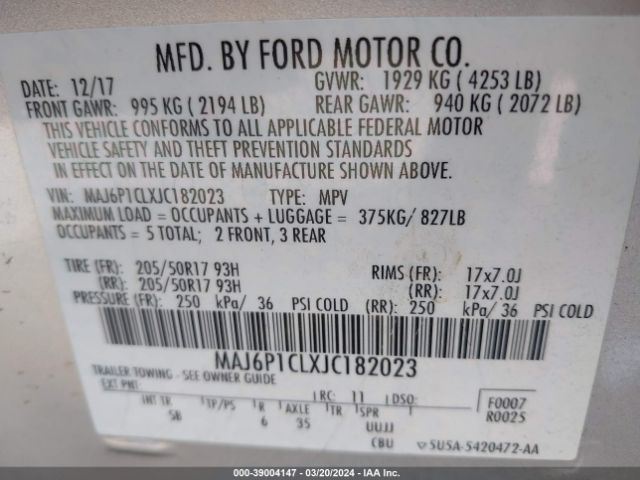 MFD. BY FORD MOTOR CO.
DATE: 12/17 GVWR: 1929 KG ( 4253 LB)
FRONT GAWR: 995 KG ( 2194 LB) REAR GAWR: 940 KG ( 2072 LB)
THIS VEHICLE CONFORMS TO ALL APPLICABLE FEDERAL MOTOR
VEHICLE SAFETY AND THEFT PREVENTION STANDARDS
IN EFFECT ON THE DATE OF MANUFACTURE SHOWN ABOVE.
VIN: MAJ6P1CLXJC182023 TYPE: MPV
MAXIMUM LOAD = OCCUPANTS + LUGGAGE = 375KG/ 827LB
OCCUPANTS = 5 TOTAL; 2 FRONT, 3 REAR
TIRE (FR): 205/50R17 93H RIMS (FR): 17x7.0J
(RR): 205/50R17 93H (RR): 17x7.0J
PRESSURE (FR): 250 kPa/ 36 PSI COLD (RR): 250 kPa/ 36 PSI COLD
MAJ6P1CLXJC182023
TRAILER TOWING - SEE OWNER GUIDE
EXT PNT: RC: 11 DSO: F0007
INT TR TP/PS R AXLE TR SPR R0025
SB 6 35 UUJJ
CBU SU5A-S420472-AA
000-39004147 - 03/20/2024 - IAA Inc.